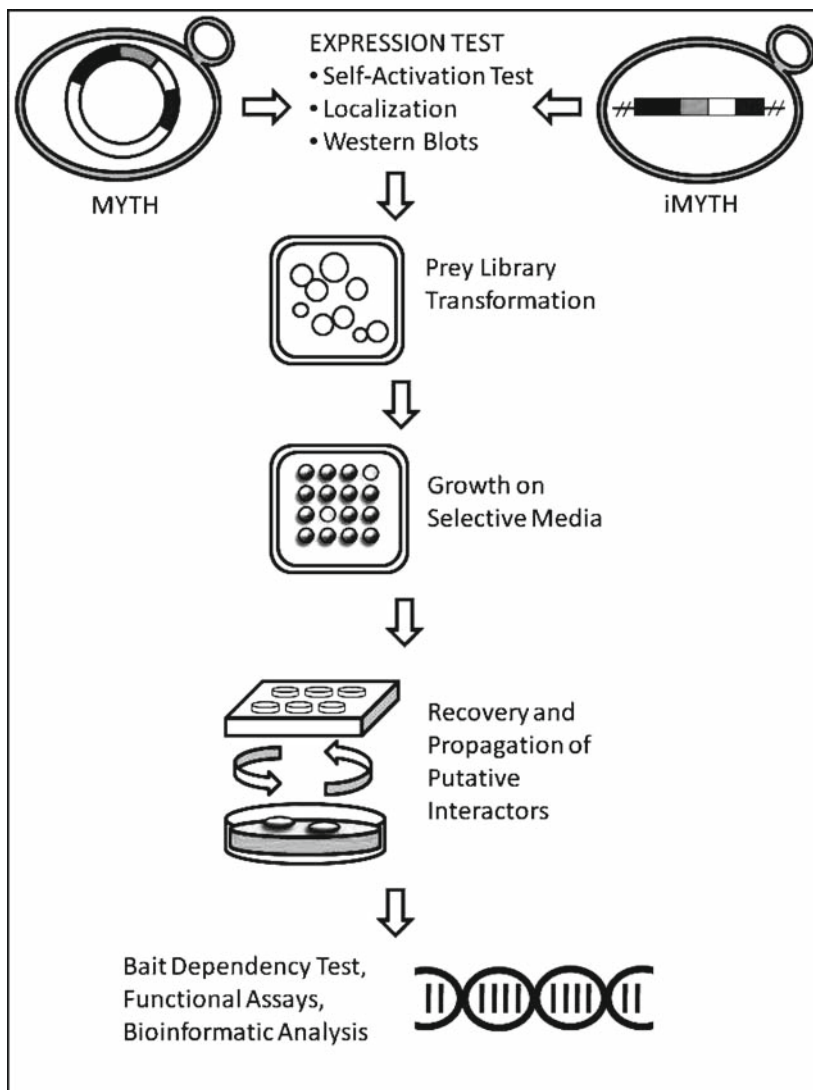 EXPRESSION TEST
• Self-Activation Test
• Localization
• Western Blots
MYTH
iMYTH
Prey Library
Transformation
Growth on
Selective Media
Recovery and
Propagation of
Putative
Interactors
Bait Dependency Test,
Functional Assays,
Bioinformatic Analysis